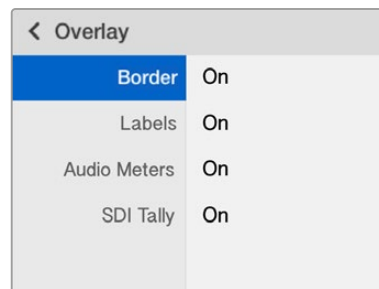 Overlay
Border On
Labels On
Audio Meters On
SDI Tally On